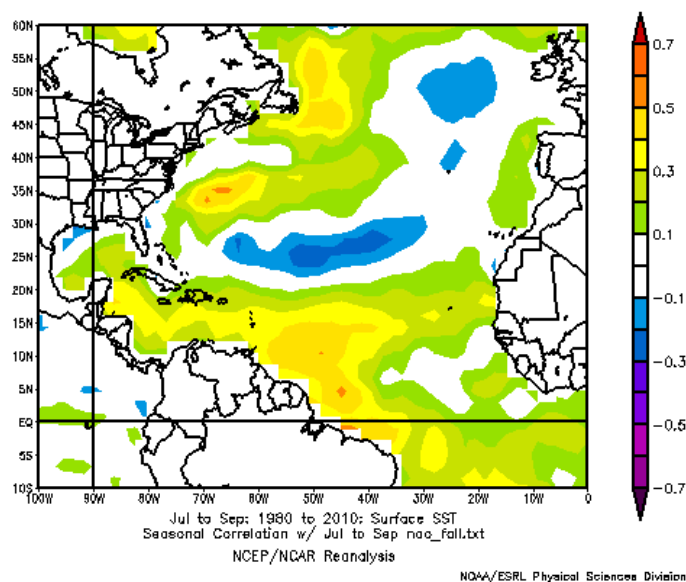 60N
55N
50N
45N
40N
35N
30N
25N
20N
15N
10N
5N
EQ
5S
10S
100W 90W 80W 70W 60W 50W 40W 30W 20W 10W 0
0.7
0.5
0.3
0.1
-0.1
-0.3
-0.5
-0.7
Jul to Sep: 1980 to 2010: Surface SST
Seasonal Correlation w/ Jul to Sep nao_fall.txt
NCEP/NCAR Reanalysis
NOAA/ESRL Physical Sciences Division